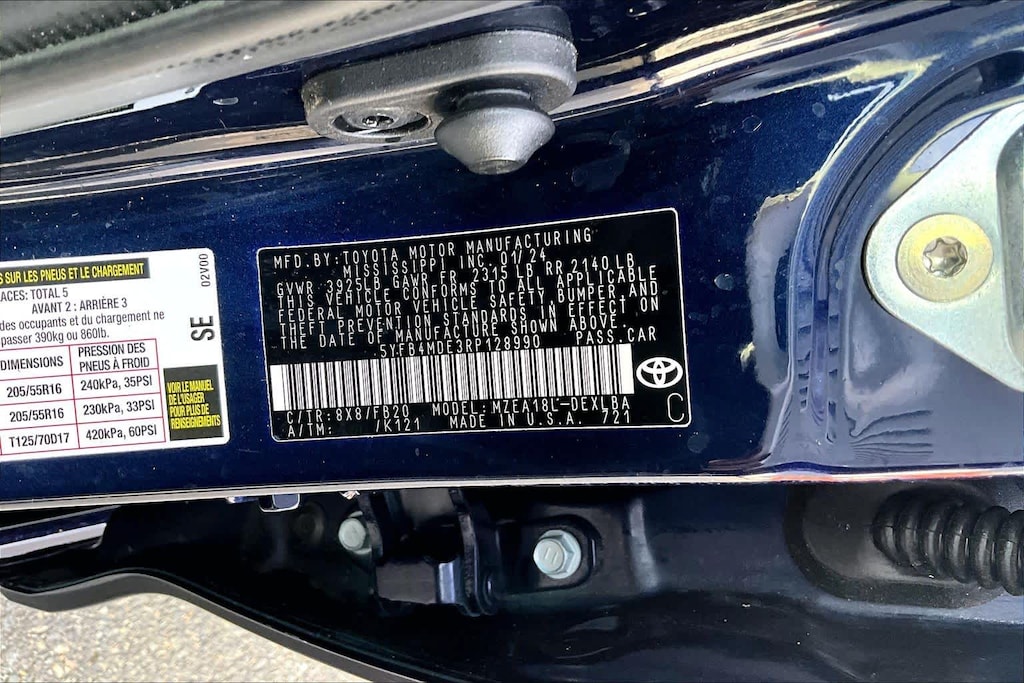 S SUR LES PNEUS ET LE CHARGEMENT
ACES: TOTAL 5
AVANT 2 : ARRIÈRE 3
des occupants et du chargement ne
passer 390kg ou 860lb.
DIMENSIONS PRESSION DES PNEUS À FROID
205/55R16 240kPa, 35PSI
205/55R16 230kPa, 33PSI
T125/70D17 420kPa, 60PSI
VOIR LE MANUEL
DE L'USAGER
POUR PLUS DE
RENSEIGNEMENTS
02V00
SE
MFD.BY:TOYOTA MOTOR MANUFACTURING
MISSISSIPPI, INC. 01/24
GVWR 3925LB GAWR FR 2315 LB RR 2140 LB
THIS VEHICLE CONFORMS TO ALL APPLICABLE
FEDERAL MOTOR VEHICLE SAFETY, BUMPER AND
THEFT PREVENTION STANDARDS IN EFFECT ON
THE DATE OF MANUFACTURE SHOWN ABOVE.
5YFB4MDE3RP128990 PASS.CAR
C/TR:8X8/FB20 MODEL:MZEA18L-DEXLBA
A/TM: /K121 MADE IN U.S.A. 721
C